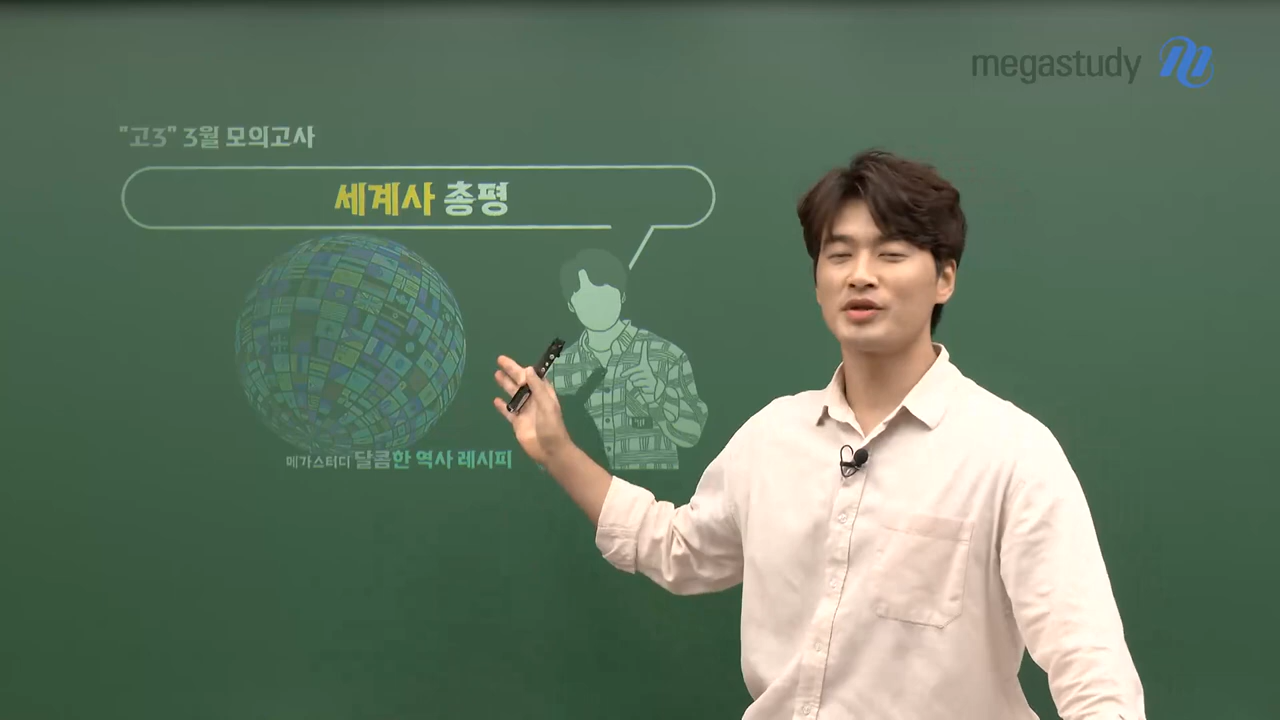 megastudy
"고3" 3월 모의고사
세계사 총평
메가스터디 달콤한 역사 레시피